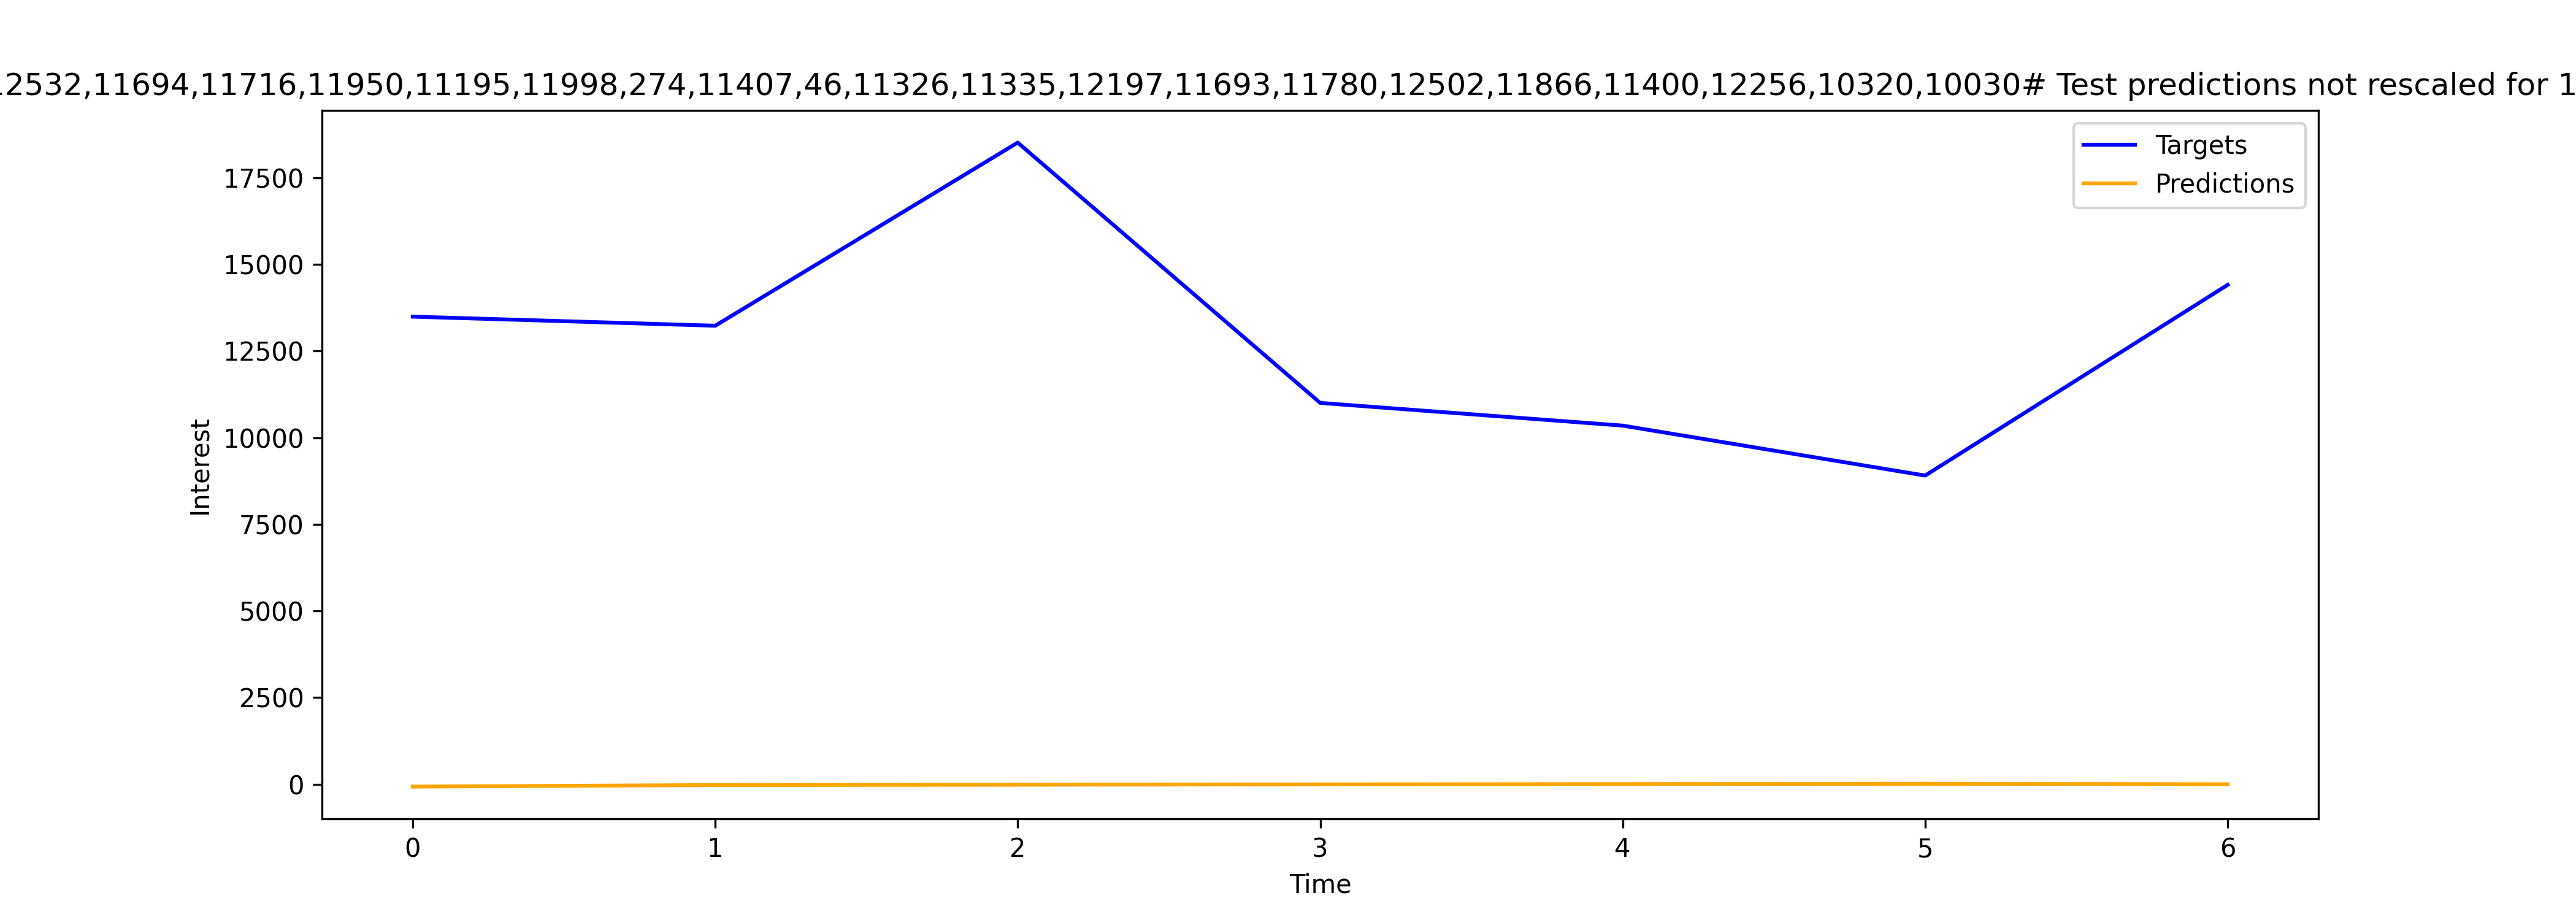 2532,11694,11716,11950,11195,11998,274,11407,46,11326,11335,12197,11693,11780,12502,11866,11400,12256,10320,10030# Test predictions not rescaled for 1
Targets
Predictions
17500
15000
12500
10000
7500
5000
2500
0
Interest
0 1 2 3 4 5 6
Time